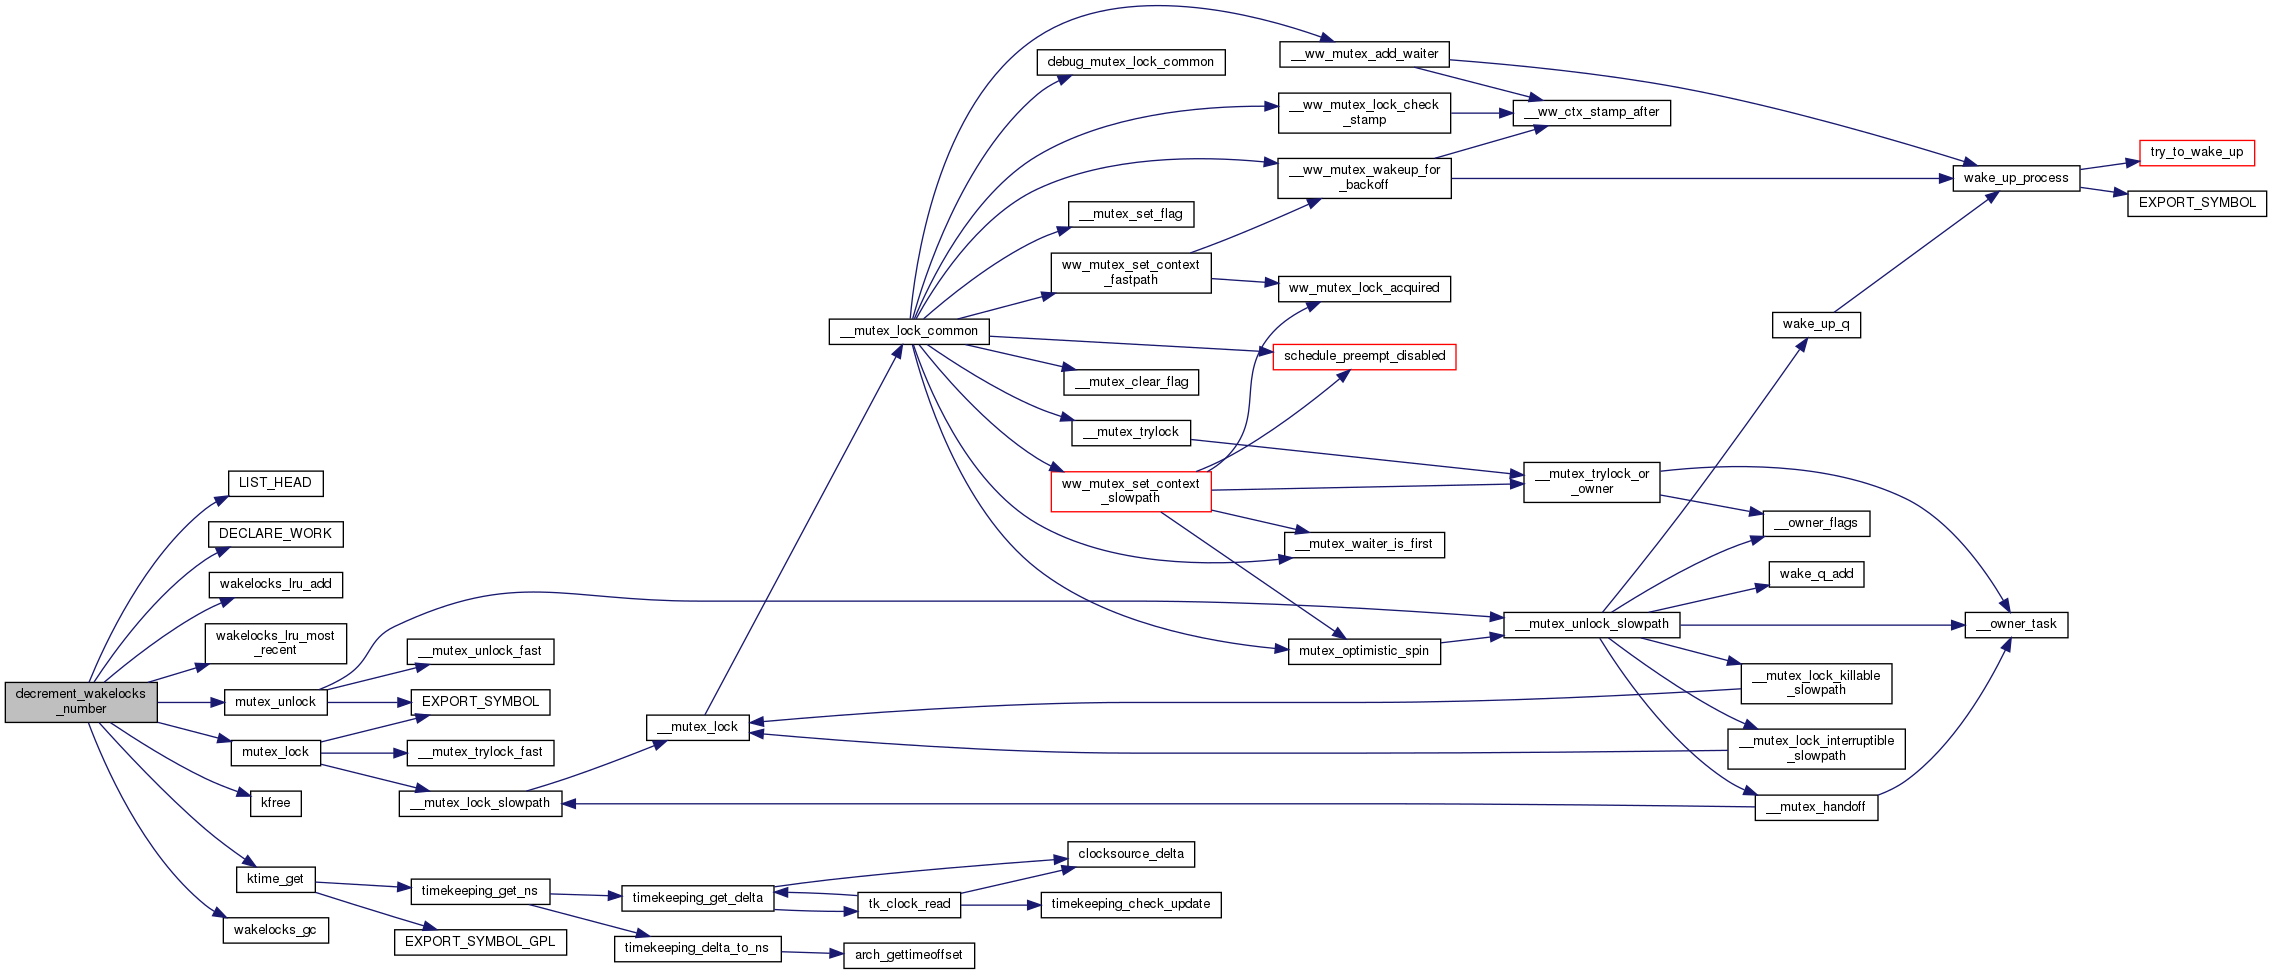 decrement_wakelocks
_number
LIST_HEAD
DECLARE_WORK
wakelocks_lru_add
wakelocks_lru_most
_recent
mutex_unlock
mutex_lock
kfree
ktime_get
wakelocks_gc
__mutex_unlock_fast
EXPORT_SYMBOL
__mutex_trylock_fast
__mutex_lock_slowpath
timekeeping_get_ns
EXPORT_SYMBOL_GPL
__mutex_lock
timekeeping_get_delta
timekeeping_delta_to_ns
__mutex_lock_common
tk_clock_read
arch_gettimeoffset
debug_mutex_lock_common
__mutex_set_flag
ww_mutex_set_context
_fastpath
__mutex_clear_flag
__mutex_trylock
ww_mutex_set_context
_slowpath
clocksource_delta
timekeeping_check_update
__ww_mutex_add_waiter
__ww_mutex_lock_check
_stamp
__ww_mutex_wakeup_for
_backoff
ww_mutex_lock_acquired
schedule_preempt_disabled
__mutex_waiter_is_first
mutex_optimistic_spin
__ww_ctx_stamp_after
__mutex_trylock_or
_owner
__mutex_unlock_slowpath
wake_up_q
__owner_flags
wake_q_add
__mutex_lock_killable
_slowpath
__mutex_lock_interruptible
_slowpath
__mutex_handoff
wake_up_process
__owner_task
try_to_wake_up
EXPORT_SYMBOL